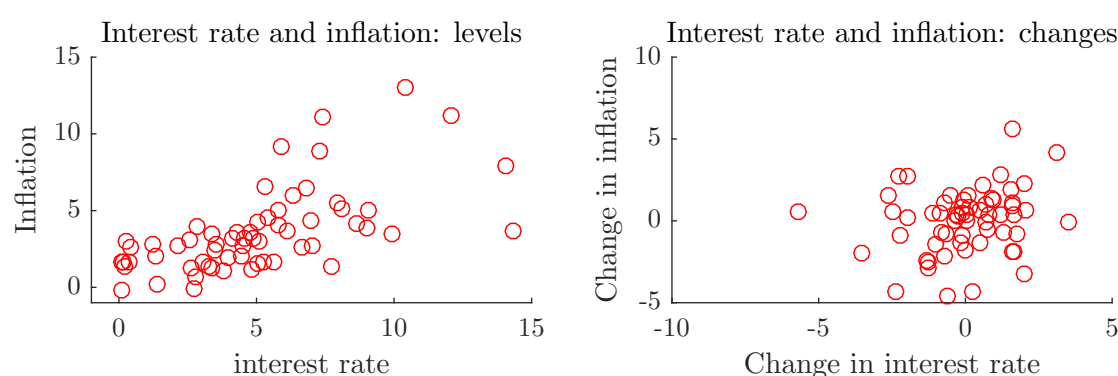 Interest rate and inflation: levels
15
10
5
0
Inflation
0 5 10 15
interest rate
Interest rate and inflation: changes
10
5
0
-5
Change in inflation
-10 -5 0 5
Change in interest rate